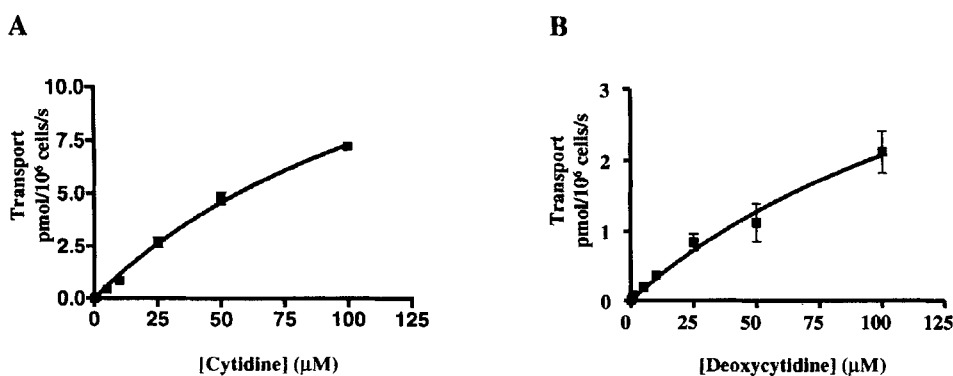 A
Transport
pmol/10⁶ cells/s
10.0
7.5
5.0
2.5
0.0
0 25 50 75 100 125
[Cytidine] (μM)
B
Transport
pmol/10⁶ cells/s
3
2
1
0
0 25 50 75 100 125
[Deoxycytidine] (μM)